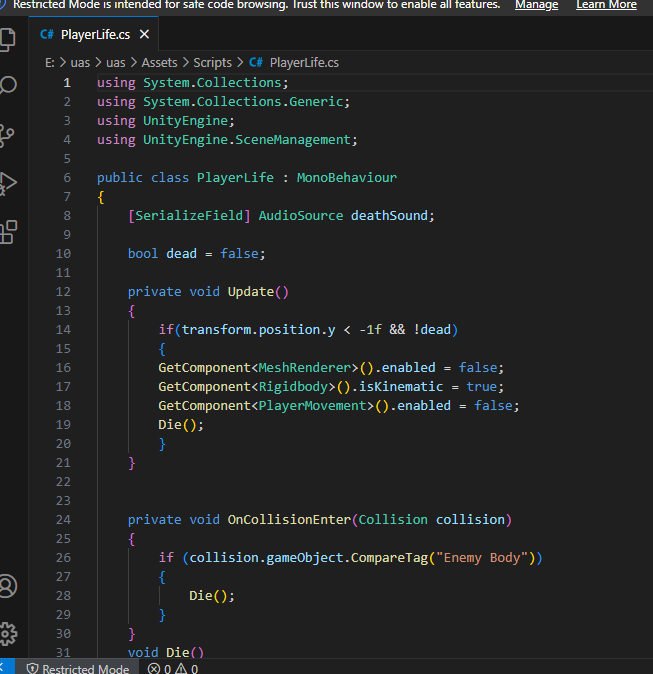 Restricted Mode is intended for safe code browsing. Trust this window to enable all features. Manage Learn More
C# PlayerLife.cs ×
E: > uas > uas > Assets > Scripts > C# PlayerLife.cs
1 using System.Collections;
2 using System.Collections.Generic;
3 using UnityEngine;
4 using UnityEngine.SceneManagement;
5
6 public class PlayerLife : MonoBehaviour
7 {
8 [SerializeField] AudioSource deathSound;
9
10 bool dead = false;
11
12 private void Update()
13 {
14 if(transform.position.y < -1f && !dead)
15 {
16 GetComponent<MeshRenderer>().enabled = false;
17 GetComponent<Rigidbody>().isKinematic = true;
18 GetComponent<PlayerMovement>().enabled = false;
19 Die();
20 }
21 }
22
23
24 private void OnCollisionEnter(Collision collision)
25 {
26 if (collision.gameObject.CompareTag("Enemy Body"))
27 {
28 Die();
29 }
30 }
31 void Die()
Restricted Mode 0 0